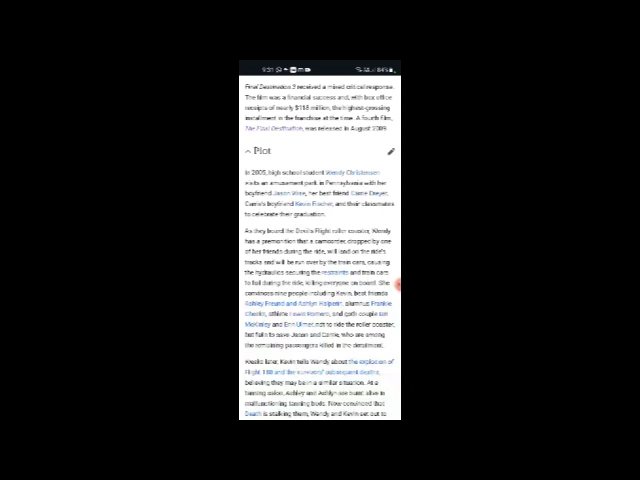 Final Destination 3 received a mixed critical response.
The film was a financial success and, with box office
receipts of nearly $118 million, the highest-grossing
installment in the franchise at the time. A fourth film,
The Final Destination, was released in August 2009.
Plot
In 2005, high school student Wendy Christensen
visits an amusement park in Pennsylvania with her
boyfriend Jason Wise, her best friend Carrie Dreyer,
Carrie's boyfriend Kevin Fischer, and their classmates
to celebrate their graduation.
As they board the Devil's Flight roller coaster, Wendy
has a premonition that a camcorder, dropped by one
of her friends during the ride, will land on the ride's
tracks and will be run over by the train cars, causing
the hydraulics securing the restraints and train cars
to fail during the ride, killing everyone on board. She
convinces nine people including Kevin, best friends
Ashley Freund and Ashlyn Halperin, alumnus Frankie
Cheeks, athlete Lewis Romero, and goth couple Ian
McKinley and Erin Ulmer, not to ride the roller coaster,
but fails to save Jason and Carrie, who are among
the remaining passengers killed in the derailment.
Weeks later, Kevin tells Wendy about the explosion of
Flight 180 and the survivors' subsequent deaths,
believing they may be in a similar situation. At a
tanning salon, Ashley and Ashlyn are burnt alive in
malfunctioning tanning beds. Now convinced that
Death is stalking them, Wendy and Kevin set out to